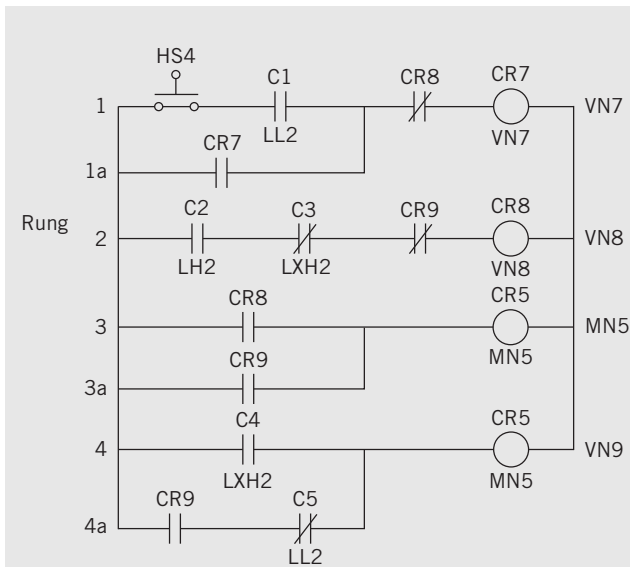 HS4
C1
CR8
CR7
1
VN7
LL2
VN7
CR7
1a
Rung
C2
C3
CR9
CR8
2
VN8
LH2
LXH2
VN8
CR8
CR5
3
MN5
CR9
MN5
3a
C4
CR5
4
VN9
LXH2
MN5
CR9
C5
4a
LL2